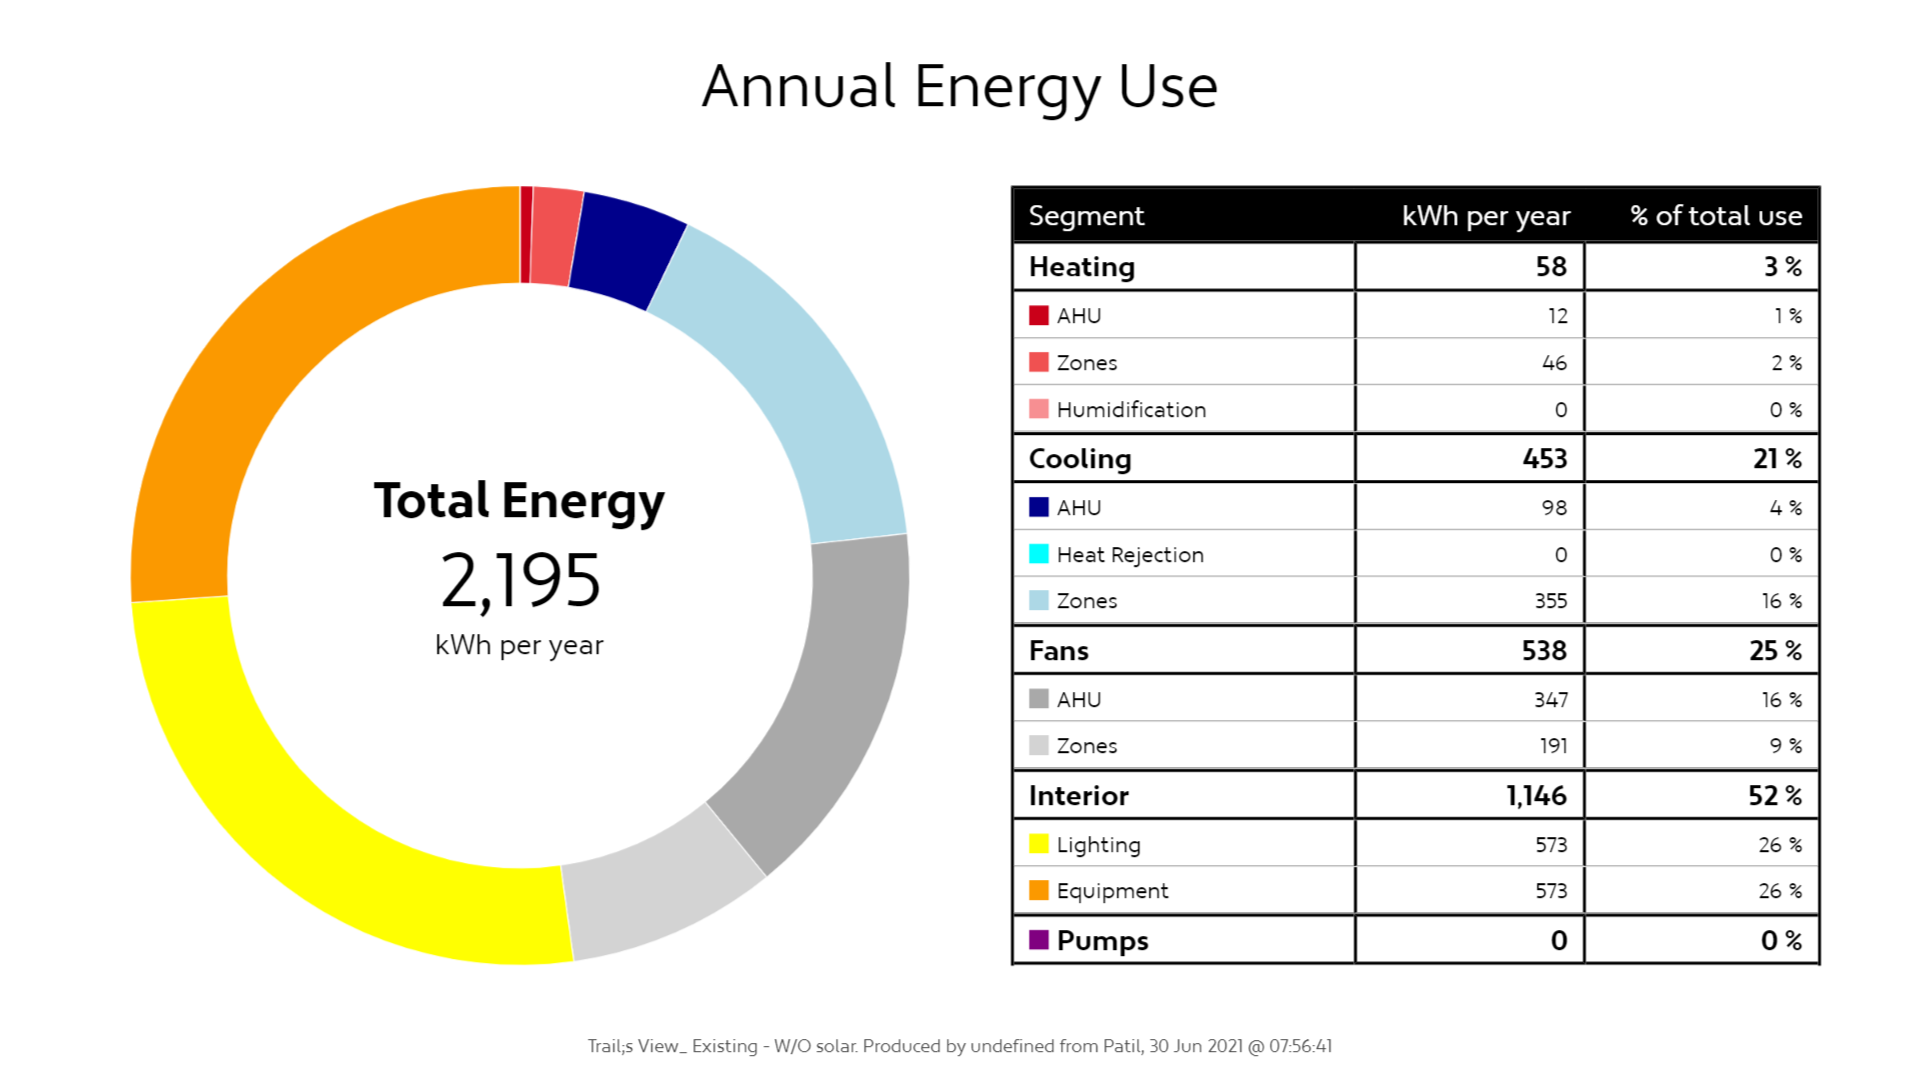 Annual Energy Use
Total Energy
2,195
kWh per year
Segment kWh per year % of total use
Heating 58 3 %
AHU 12 1 %
Zones 46 2 %
Humidification 0 0 %
Cooling 453 21 %
AHU 98 4 %
Heat Rejection 0 0 %
Zones 355 16 %
Fans 538 25 %
AHU 347 16 %
Zones 191 9 %
Interior 1,146 52 %
Lighting 573 26 %
Equipment 573 26 %
Pumps 0 0 %
Trail;s View_ Existing - W/O solar. Produced by undefined from Patil, 30 Jun 2021 @ 07:56:41